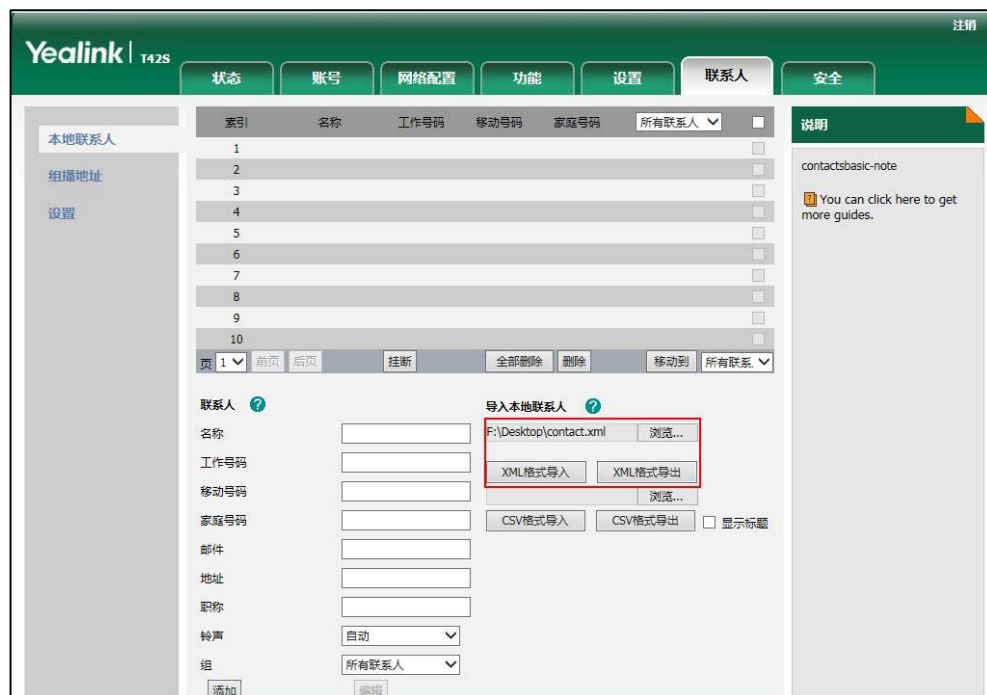 注销
Yealink | T42S
状态 账号 网络配置 功能 设置 联系人 安全
本地联系人
组播地址
设置
索引 名称 工作号码 移动号码 家庭号码 所有联系人
1
2
3
4
5
6
7
8
9
10
页 1 前页 后页 挂断 全部删除 删除 移动到 所有联系
联系人 ?
名称
工作号码
移动号码
家庭号码
邮件
地址
职称
铃声 自动
组 所有联系人
添加 编辑
导入本地联系人 ?
F:\Desktop\contact.xml 浏览...
XML格式导入 XML格式导出
浏览...
CSV格式导入 CSV格式导出 显示标题
说明
contactsbasic-note
? You can click here to get
more guides.